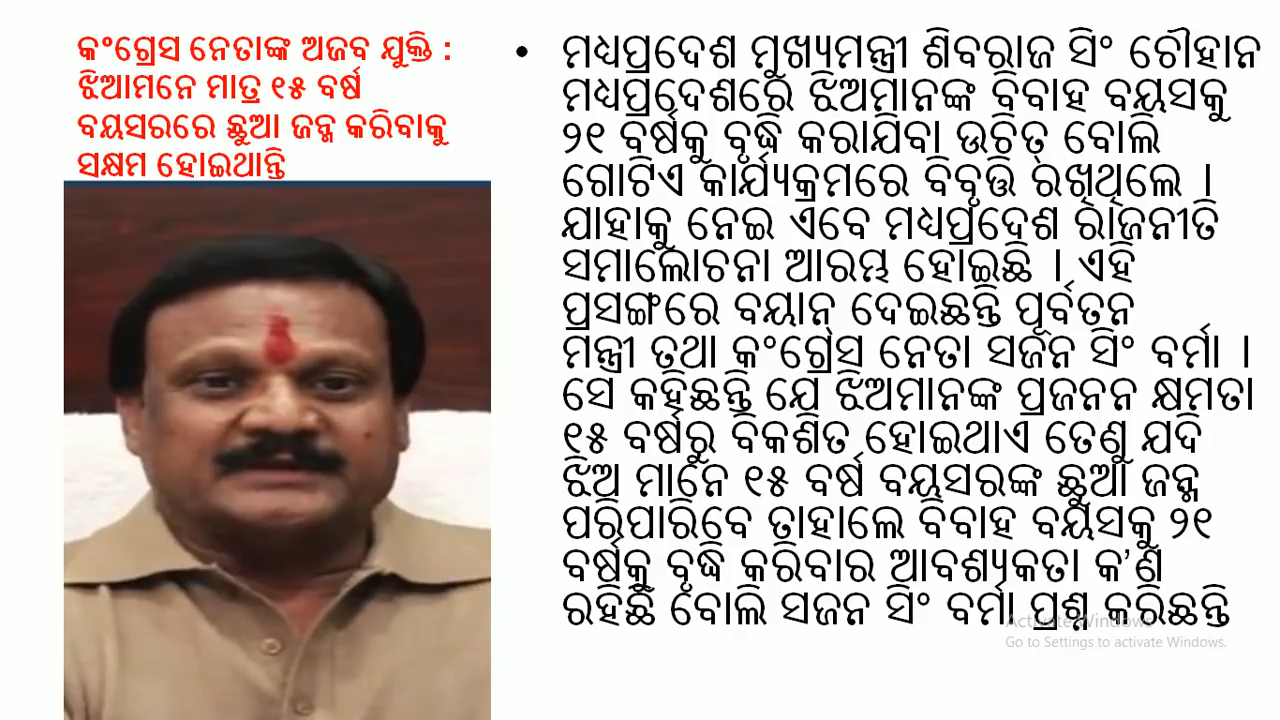 କଂଗ୍ରେସ ନେତାଙ୍କ ଅଜବ ଯୁକ୍ତି :
ଝିଆମନେ ମାତ୍ର ୧୫ ବର୍ଷ
ବୟସରରେ ଛୁଆ ଜନ୍ମ କରିବାକୁ
ସକ୍ଷମ ହୋଇଥାନ୍ତି
• ମଧ୍ୟପ୍ରଦେଶ ମୁଖ୍ୟମନ୍ତ୍ରୀ ଶିବରାଜ ସିଂ ଚୌହାନ
ମଧ୍ୟପ୍ରଦେଶରେ ଝିଅମାନଙ୍କ ବିବାହ ବୟସକୁ
୨୧ ବର୍ଷକୁ ବୃଦ୍ଧି କରାଯିବା ଉଚିତ୍ ବୋଲି
ଗୋଟିଏ କାର୍ଯ୍ୟକ୍ରମରେ ବିବୃତ୍ତି ରଖିଥିଲେ ।
ଯାହାକୁ ନେଇ ଏବେ ମଧ୍ୟପ୍ରଦେଶ ରାଜନୀତି
ସମାଲୋଚନା ଆରମ୍ଭ ହୋଇଛି । ଏହି
ପ୍ରସଙ୍ଗରେ ବୟାନ୍ ଦେଇଛନ୍ତି ପୂର୍ବତନ
ମନ୍ତ୍ରୀ ତଥା କଂଗ୍ରେସ ନେତା ସଜନ ସିଂ ବର୍ମା ।
ସେ କହିଛନ୍ତି ଯେ ଝିଅମାନଙ୍କ ପ୍ରଜନନ କ୍ଷମତା
୧୫ ବର୍ଷରୁ ବିକଶିତ ହୋଇଥାଏ ତେଣୁ ଯଦି
ଝିଅ ମାନେ ୧୫ ବର୍ଷ ବୟସରଙ୍କ ଛୁଆ ଜନ୍ମ
ପରିପାରିବେ ତାହାଲେ ବିବାହ ବୟସକୁ ୨୧
ବର୍ଷକୁ ବୃଦ୍ଧି କରିବାର ଆବଶ୍ୟକତା କ'ଣ
ରହିଛି ବୋଲି ସଜନ ସିଂ ବର୍ମା ପ୍ରଶ୍ନ କରିଛନ୍ତି
Activate Windows
Go to Settings to activate Windows.